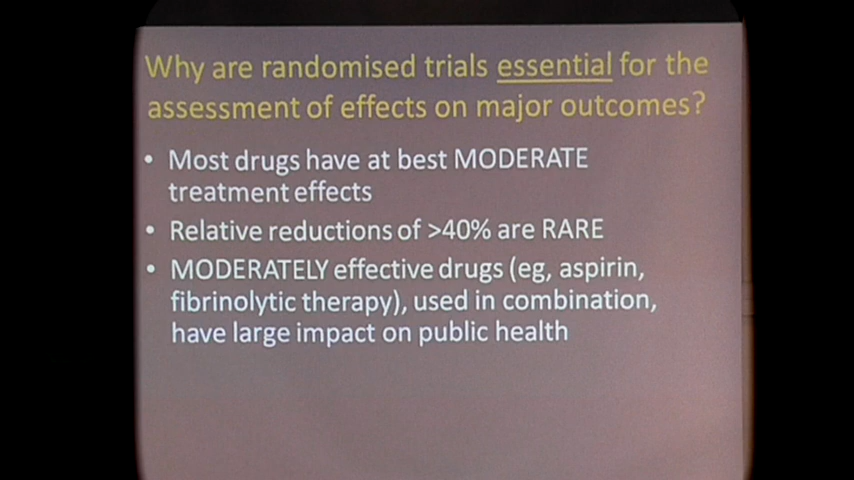 Why are randomised trials essential for the
assessment of effects on major outcomes?
• Most drugs have at best MODERATE
treatment effects
• Relative reductions of >40% are RARE
• MODERATELY effective drugs (eg, aspirin,
fibrinolytic therapy), used in combination,
have large impact on public health